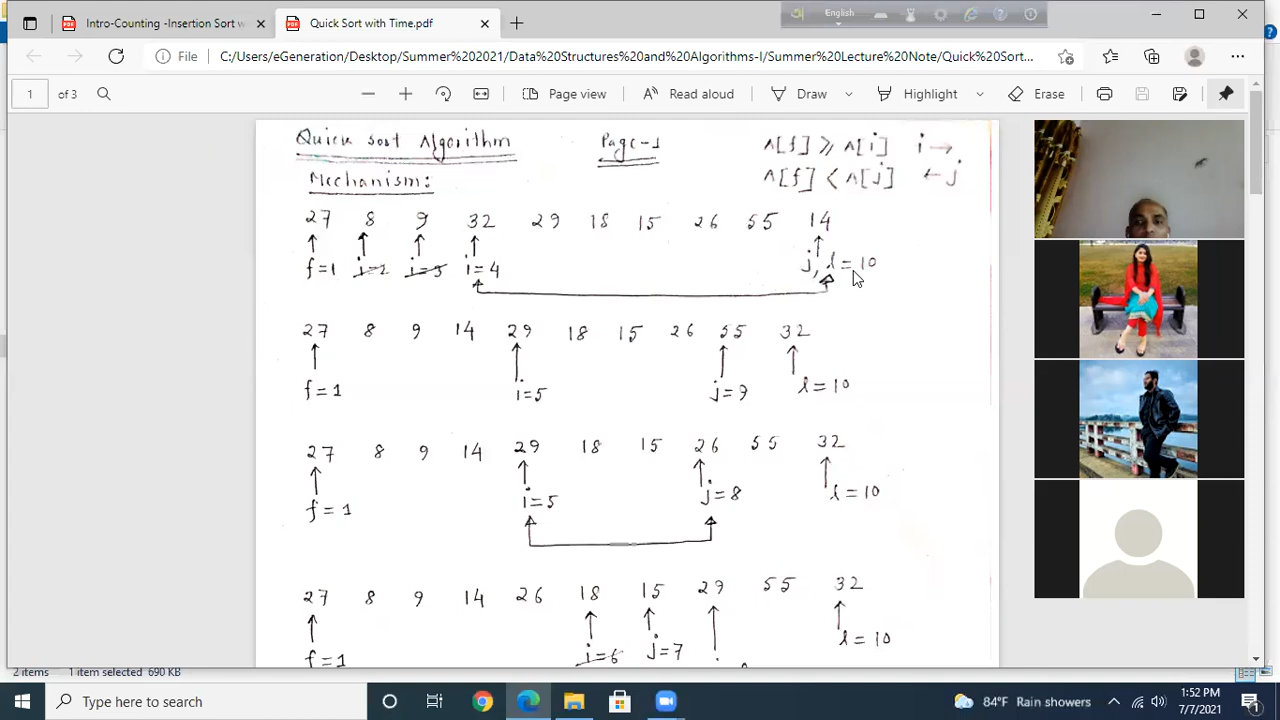 Intro-Counting -Insertion Sort w
Quick Sort with Time.pdf
English
File
C:/Users/eGeneration/Desktop/Summer%202021/Data%20Structures%20and%20Algorithms-I/Summer%20Lecture%20Note/Quick%20Sort...
1 of 3
Page view
Read aloud
Draw
Highlight
Erase
Quick Sort Algorithm Page-1 A[f] ≥ A[i] i →
Mechanism: A[f] < A[j] ← j
27 8 9 32 29 18 15 26 55 14
f=1 i=2 i=3 i=4 j, l=10
27 8 9 14 29 18 15 26 55 32
f=1 i=5 j=9 l=10
27 8 9 14 29 18 15 26 55 32
f=1 i=5 j=8 l=10
27 8 9 14 26 18 15 29 55 32
f=1 i=6 j=7 l=10
2 items 1 item selected 690 KB
Type here to search
84°F Rain showers
1:52 PM
7/7/2021